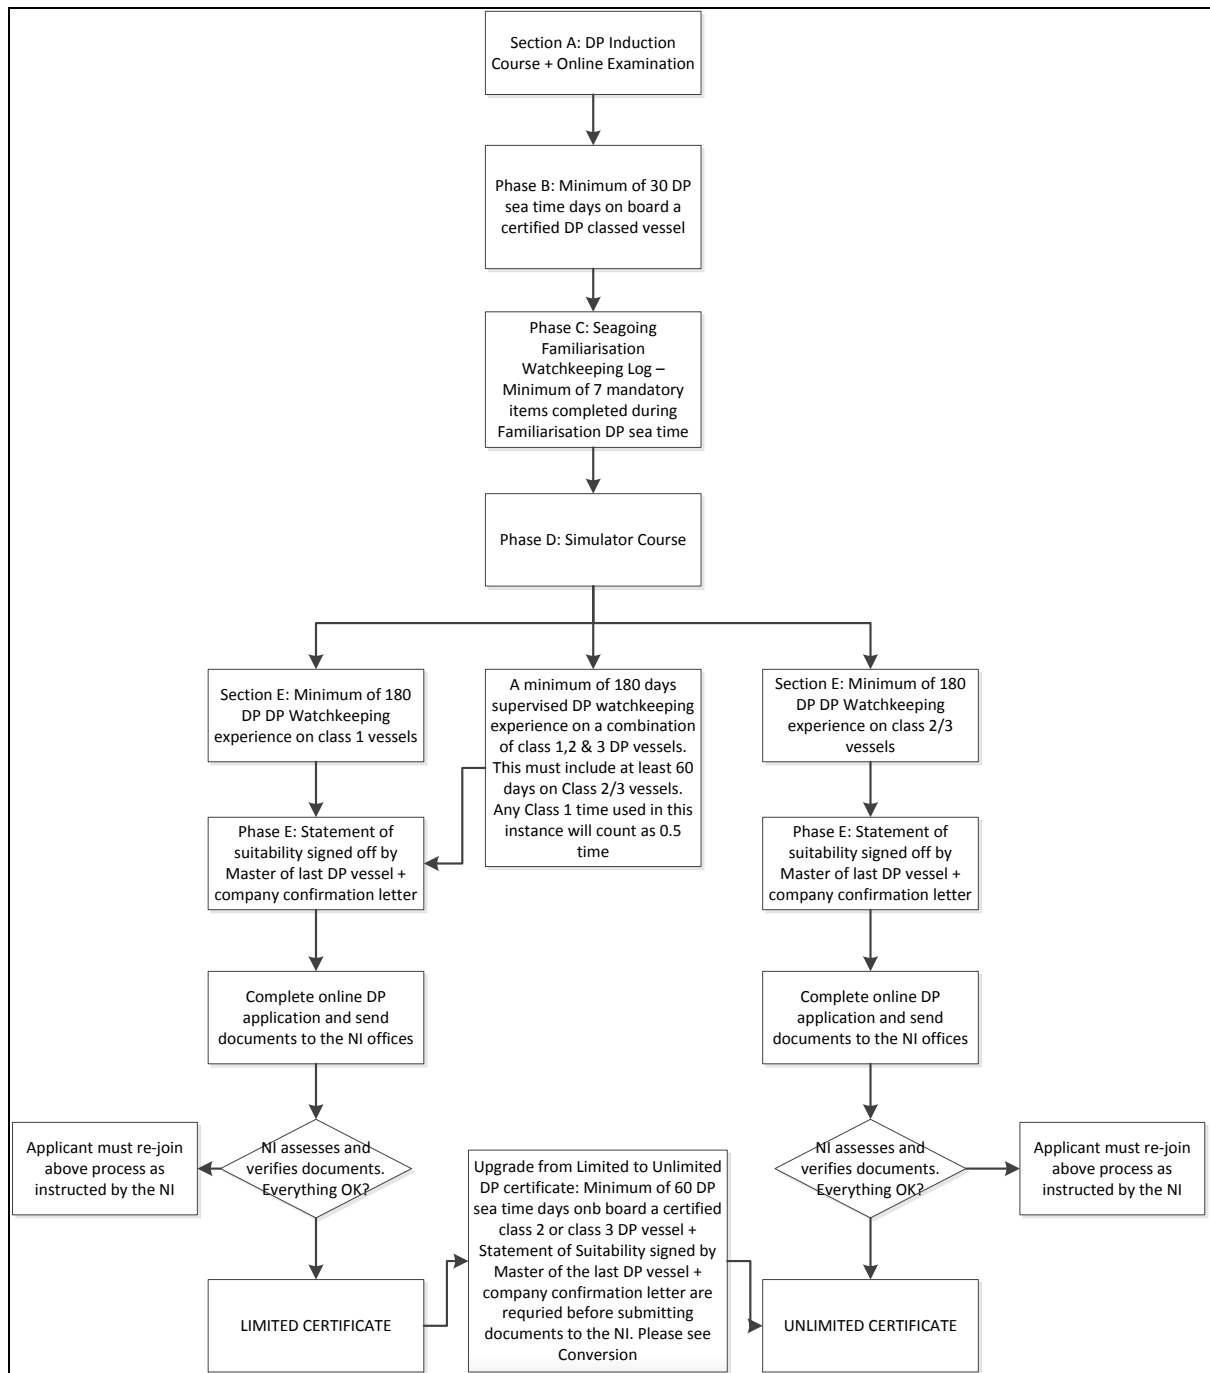 Section A: DP Induction
Course + Online Examination
Phase B: Minimum of 30 DP
sea time days on board a
certified DP classed vessel
Phase C: Seagoing
Familiarisation
Watchkeeping Log –
Minimum of 7 mandatory
items completed during
Familiarisation DP sea time
Phase D: Simulator Course
Section E: Minimum of 180
DP DP Watchkeeping
experience on class 1 vessels
A minimum of 180 days
supervised DP watchkeeping
experience on a combination
of class 1,2 & 3 DP vessels.
This must include at least 60
days on Class 2/3 vessels.
Any Class 1 time used in this
instance will count as 0.5
time
Section E: Minimum of 180
DP DP Watchkeeping
experience on class 2/3
vessels
Phase E: Statement of
suitability signed off by
Master of last DP vessel +
company confirmation letter
Phase E: Statement of
suitability signed off by
Master of last DP vessel +
company confirmation letter
Complete online DP
application and send
documents to the NI offices
Complete online DP
application and send
documents to the NI offices
Applicant must re-join
above process as
instructed by the NI
NI assesses and
verifies documents.
Everything OK?
Upgrade from Limited to Unlimited
DP certificate: Minimum of 60 DP
sea time days onb board a certified
class 2 or class 3 DP vessel +
Statement of Suitability signed by
Master of the last DP vessel +
company confirmation letter are
requried before submitting
documents to the NI. Please see
Conversion
NI assesses and
verifies documents.
Everything OK?
Applicant must re-join
above process as
instructed by the NI
LIMITED CERTIFICATE
UNLIMITED CERTIFICATE